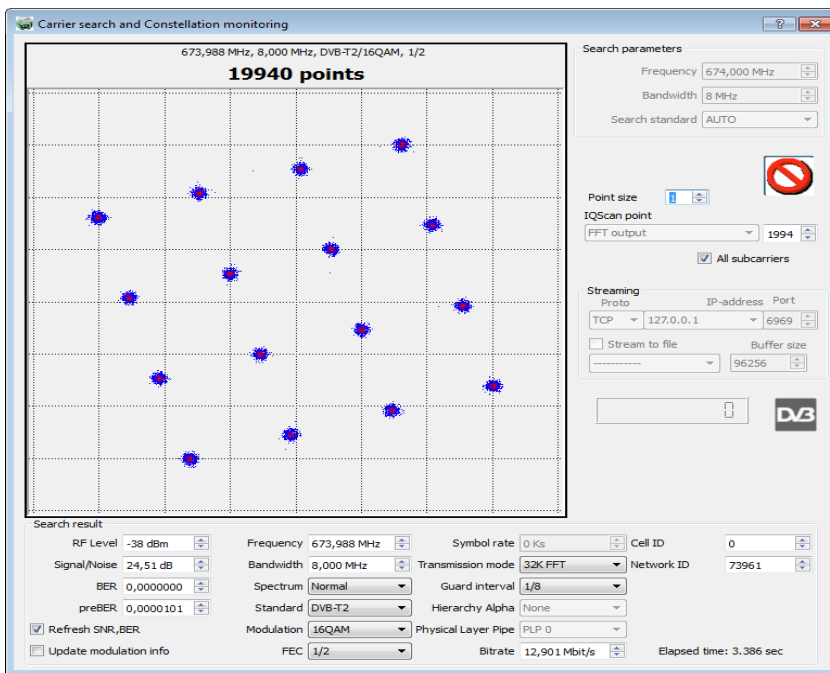 Carrier search and Constellation monitoring
673,988 MHz, 8,000 MHz, DVB-T2/16QAM, 1/2
19940 points
Search parameters
Frequency 674,000 MHz
Bandwidth 8 MHz
Search standard AUTO
Point size 1
IQScan point
FFT output 1994
All subcarriers
Streaming
Proto IP-address Port
TCP 127.0.0.1 6969
Stream to file Buffer size
----------- 96256
0
DVB
Search result
RF Level -38 dBm Frequency 673,988 MHz Symbol rate 0 Ks Cell ID 0
Signal/Noise 24,51 dB Bandwidth 8,000 MHz Transmission mode 32K FFT Network ID 73961
BER 0,0000000 Spectrum Normal Guard interval 1/8
preBER 0,0000101 Standard DVB-T2 Hierarchy Alpha None
Refresh SNR,BER Modulation 16QAM Physical Layer Pipe PLP 0
Update modulation info FEC 1/2 Bitrate 12,901 Mbit/s Elapsed time: 3.386 sec